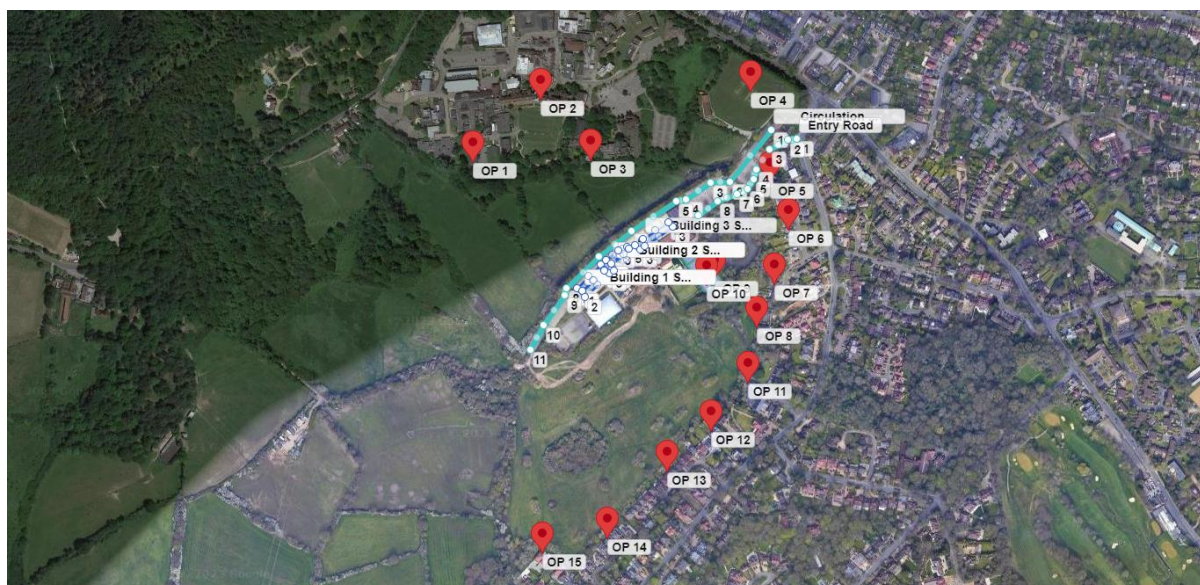 OP 4
OP 2
Circulation
Entry Road
1
2
1
OP 1
OP 3
3
4
OP 5
5
3
6
7
5
4
8
OP 6
Building 3 S...
3
Building 2 S...
Building 1 S...
OP 10
OP 7
9
2
OP 8
10
11
OP 11
OP 12
OP 13
OP 14
OP 15